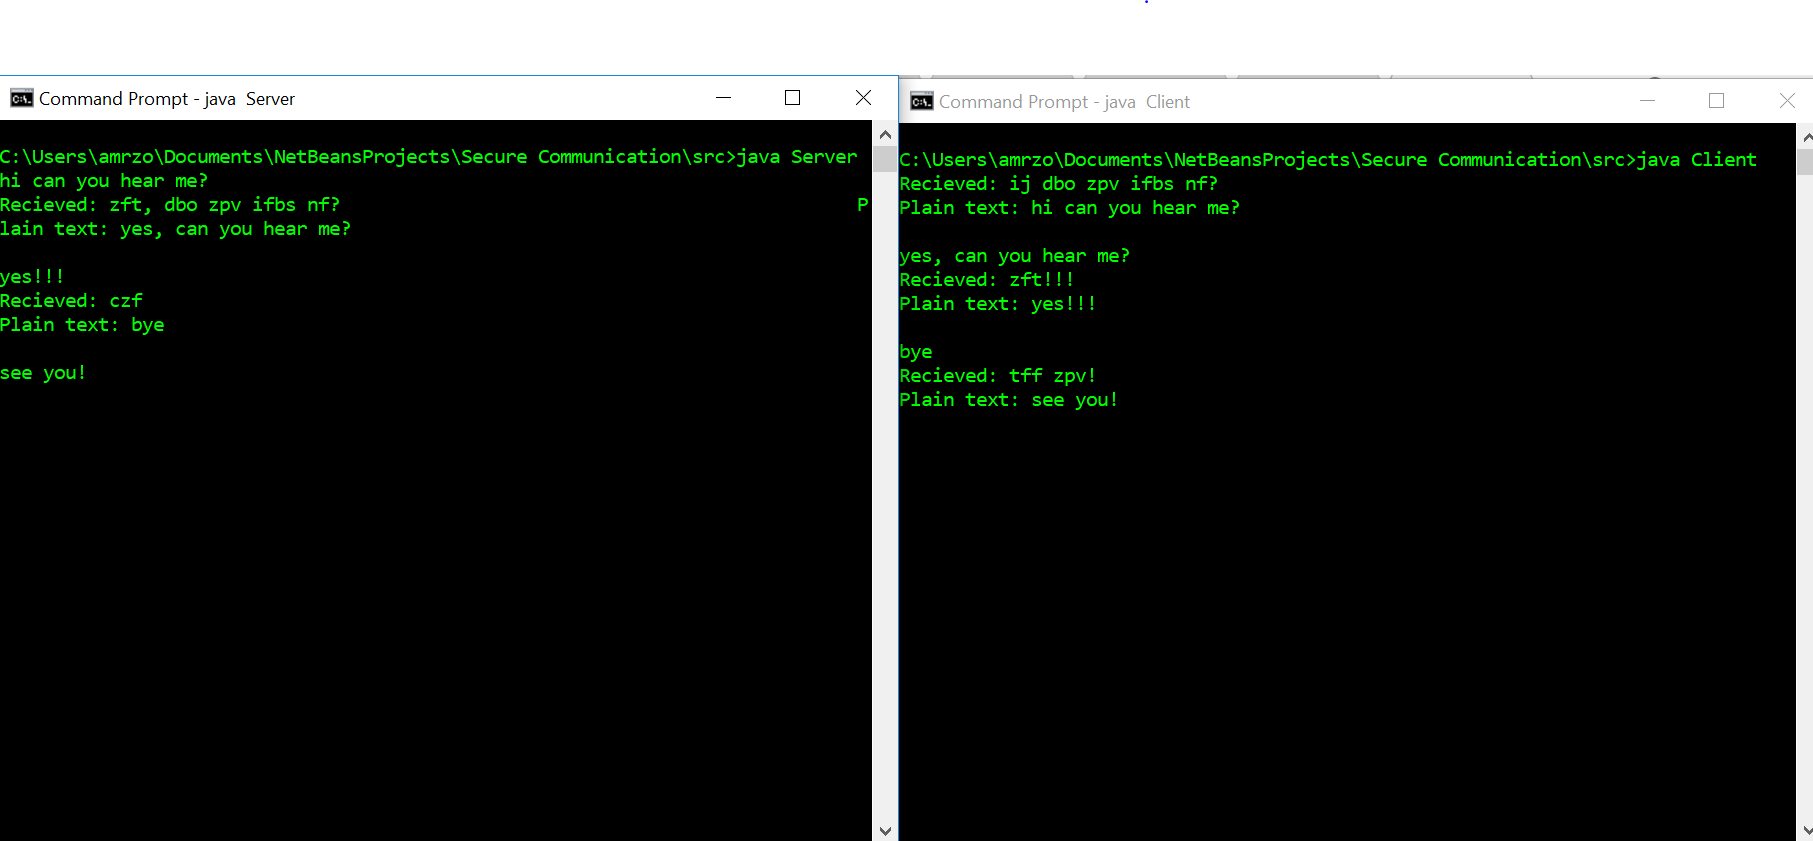 Command Prompt - java  Server
C:\Users\amrzo\Documents\NetBeansProjects\Secure Communication\src>java Server
hi can you hear me?
Recieved: zft, dbo zpv ifbs nf?                                               P
lain text: yes, can you hear me?
yes!!!
Recieved: czf
Plain text: bye
see you!
Command Prompt - java  Client
C:\Users\amrzo\Documents\NetBeansProjects\Secure Communication\src>java Client
Recieved: ij dbo zpv ifbs nf?
Plain text: hi can you hear me?
yes, can you hear me?
Recieved: zft!!!
Plain text: yes!!!
bye
Recieved: tff zpv!
Plain text: see you!